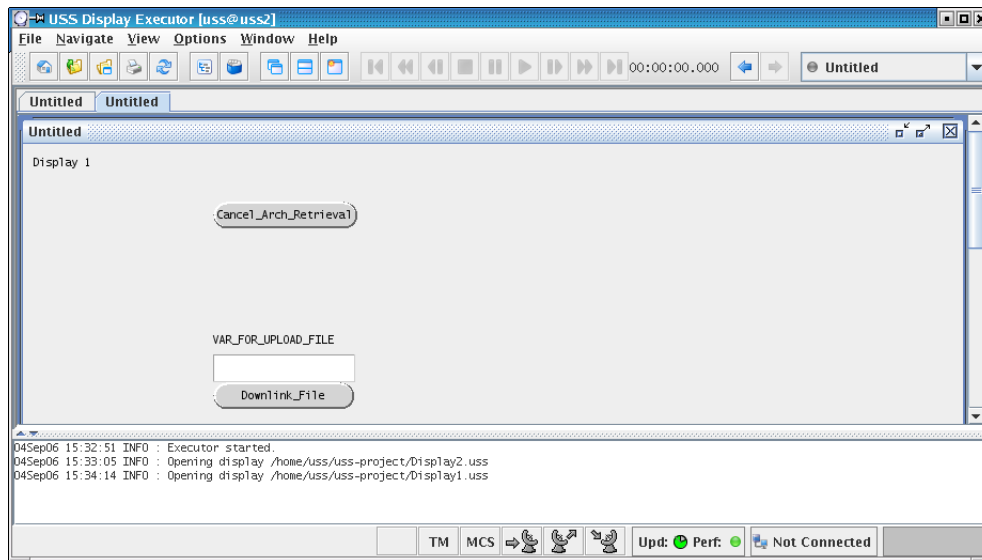 USS Display Executor [uss@uss2]
File Navigate View Options Window Help
00:00:00.000 Untitled
Untitled Untitled
Untitled
Display 1
Cancel_Arch_Retrieval
VAR_FOR_UPLOAD_FILE
Downlink_File
04Sep06 15:32:51 INFO : Executor started.
04Sep06 15:33:05 INFO : Opening display /home/uss/uss-project/Display2.uss
04Sep06 15:34:14 INFO : Opening display /home/uss/uss-project/Display1.uss
TM MCS Upd: Perf: Not Connected